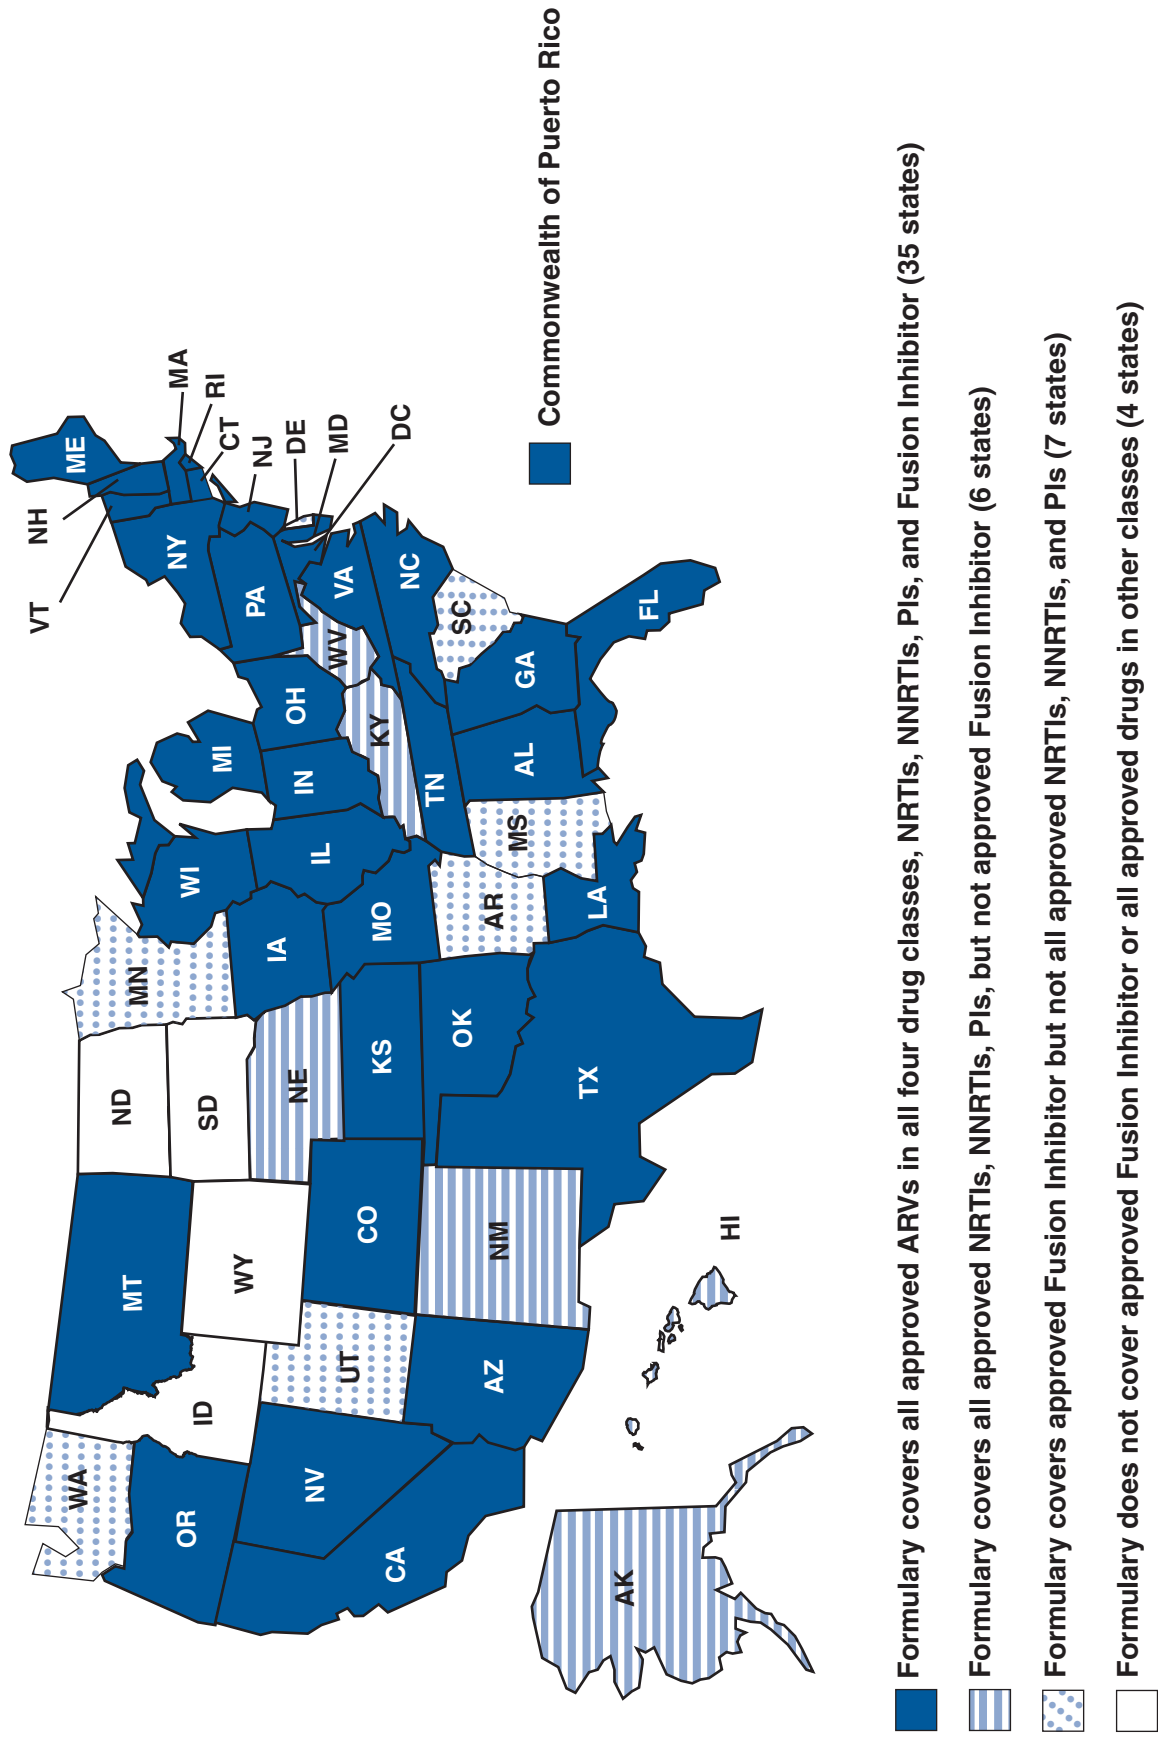 WA
MT
ND
MN
ME
VT
NH
MA
RI
CT
NJ
DE
MD
DC
OR
ID
WY
SD
WI
MI
NY
PA
NV
UT
CO
NE
IA
IL
IN
OH
WV
VA
CA
AZ
NM
KS
MO
KY
TN
NC
SC
OK
AR
MS
AL
GA
TX
LA
FL
AK
HI
Commonwealth of Puerto Rico
Formulary covers all approved ARVs in all four drug classes, NRTIs, NNRTIs, PIs, and Fusion Inhibitor (35 states)
Formulary covers all approved NRTIs, NNRTIs, PIs, but not approved Fusion Inhibitor (6 states)
Formulary covers approved Fusion Inhibitor but not all approved NRTIs, NNRTIs, and PIs (7 states)
Formulary does not cover approved Fusion Inhibitor or all approved drugs in other classes (4 states)